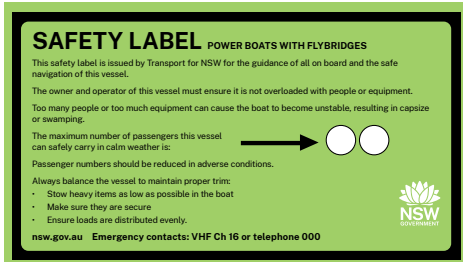 SAFETY LABEL POWER BOATS WITH FLYBRIDGES
This safety label is issued by Transport for NSW for the guidance of all on board and the safe
navigation of this vessel.
The owner and operator of this vessel must ensure it is not overloaded with people or equipment.
Too many people or too much equipment can cause the boat to become unstable, resulting in capsize
or swamping.
The maximum number of passengers this vessel
can safely carry in calm weather is:
Passenger numbers should be reduced in adverse conditions.
Always balance the vessel to maintain proper trim:
• Stow heavy items as low as possible in the boat
• Make sure they are secure
• Ensure loads are distributed evenly.
NSW
GOVERNMENT
nsw.gov.au Emergency contacts: VHF Ch 16 or telephone 000